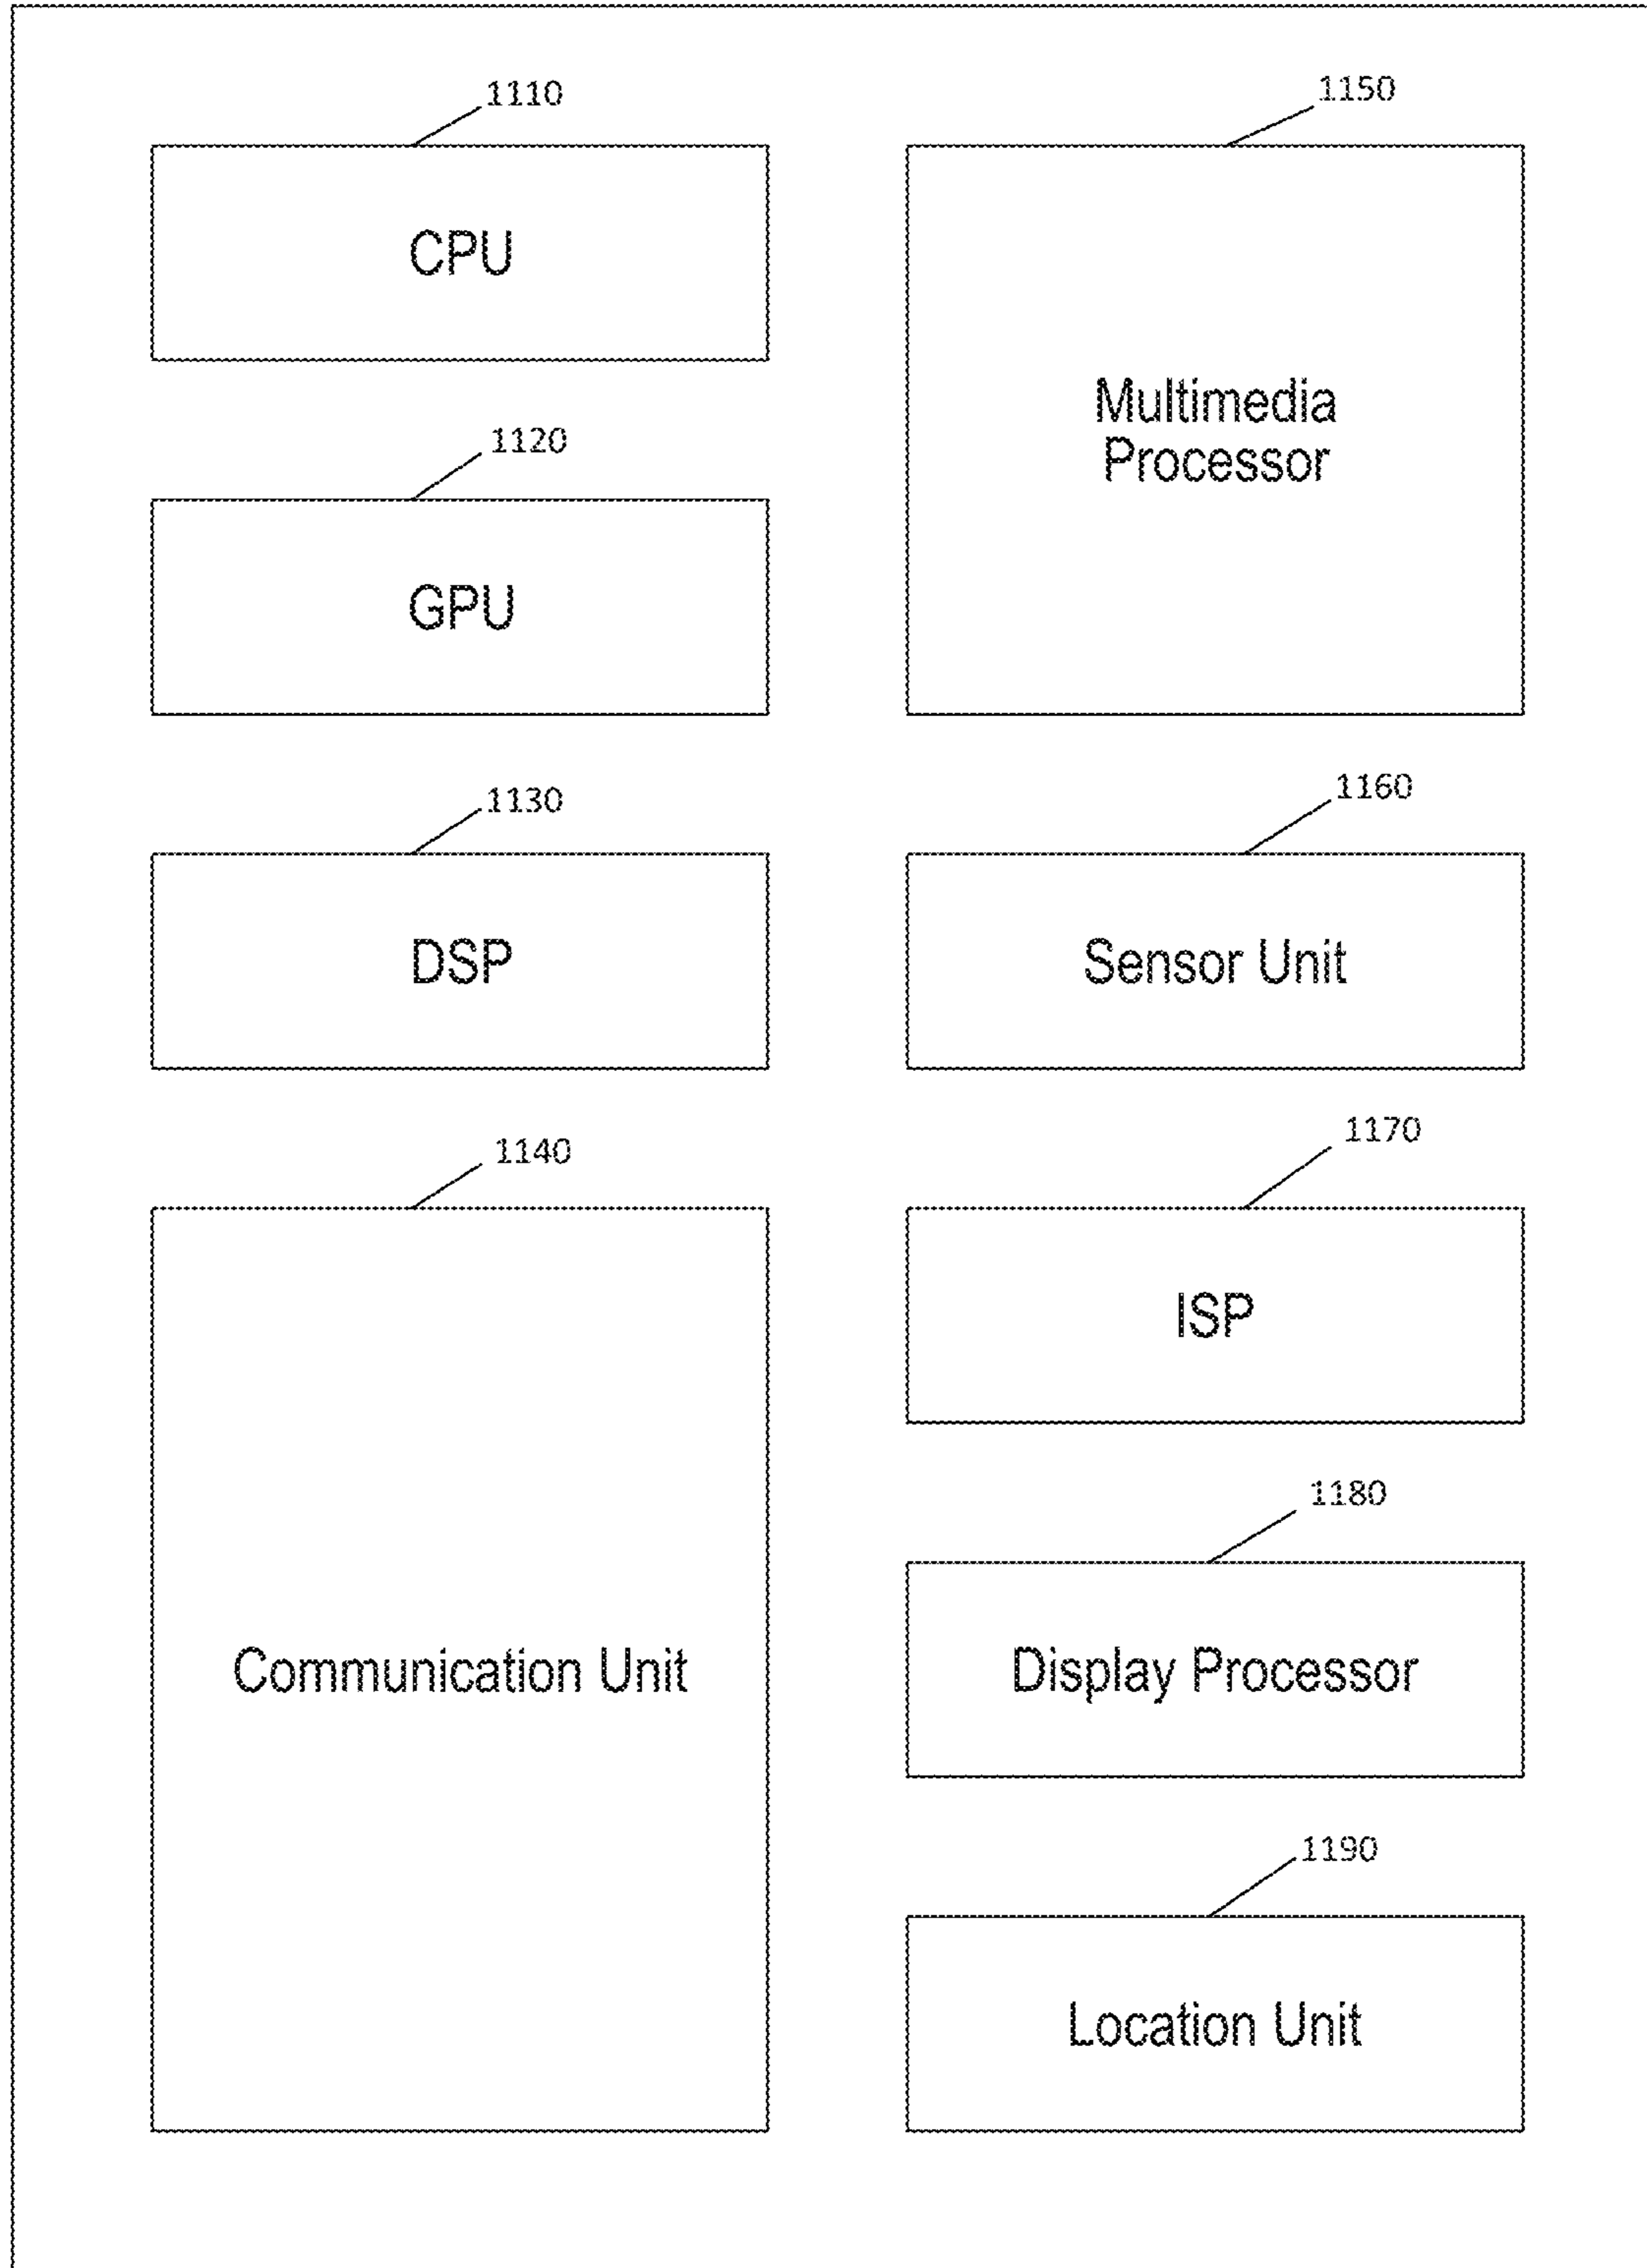 1110
CPU
1120
GPU
1130
DSP
1140
Communication Unit
1150
Multimedia
Processor
1160
Sensor Unit
1170
ISP
1180
Display Processor
1190
Location Unit